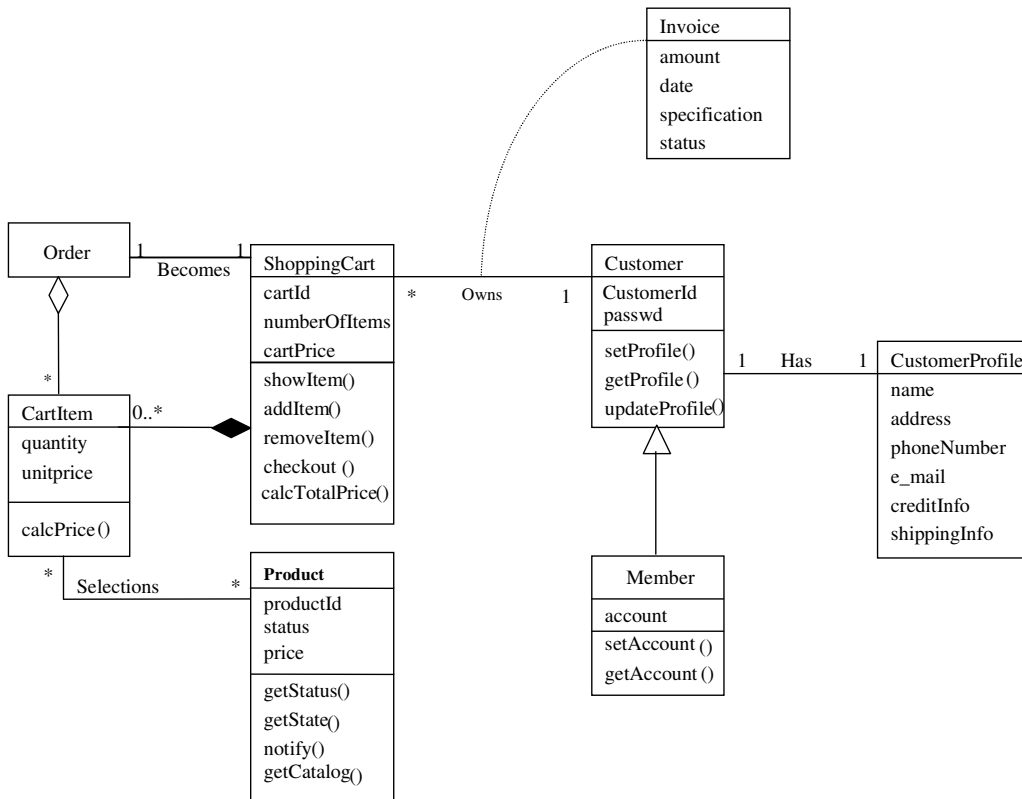 Invoice
amount
date
specification
status
Order
1
1
Becomes
ShoppingCart
cartId
numberOfItems
cartPrice
showItem()
addItem()
removeItem()
checkout ()
calcTotalPrice()
*
Owns
1
Customer
CustomerId
passwd
setProfile()
getProfile()
updateProfile()
1
Has
1
CustomerProfile
name
address
phoneNumber
e_mail
creditInfo
shippingInfo
*
CartItem
quantity
unitprice
calcPrice()
0..*
*
Selections
*
Product
productId
status
price
getStatus()
getState()
notify()
getCatalog()
Member
account
setAccount ()
getAccount ()